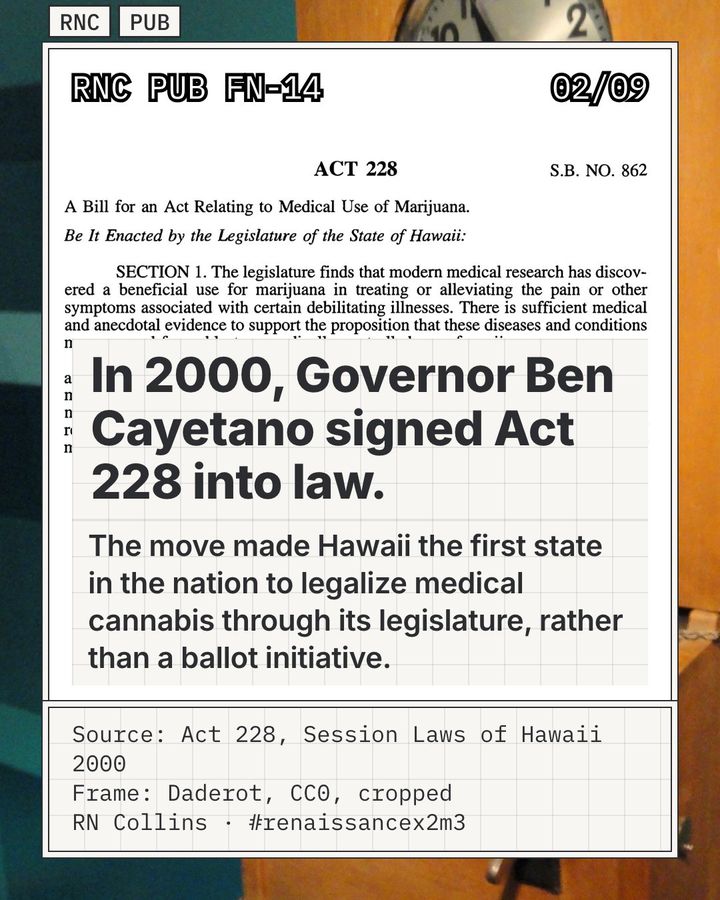 RNC PUB
RNC PUB FN-14 02/09
ACT 228 S.B. NO. 862
A Bill for an Act Relating to Medical Use of Marijuana.
Be It Enacted by the Legislature of the State of Hawaii:
SECTION 1. The legislature finds that modern medical research has discov-
ered a beneficial use for marijuana in treating or alleviating the pain or other
symptoms associated with certain debilitating illnesses. There is sufficient medical
and anecdotal evidence to support the proposition that these diseases and conditions
In 2000, Governor Ben
Cayetano signed Act
228 into law.
The move made Hawaii the first state
in the nation to legalize medical
cannabis through its legislature, rather
than a ballot initiative.
Source: Act 228, Session Laws of Hawaii
2000
Frame: Daderot, CC0, cropped
RN Collins · #renaissancex2m3
10 2